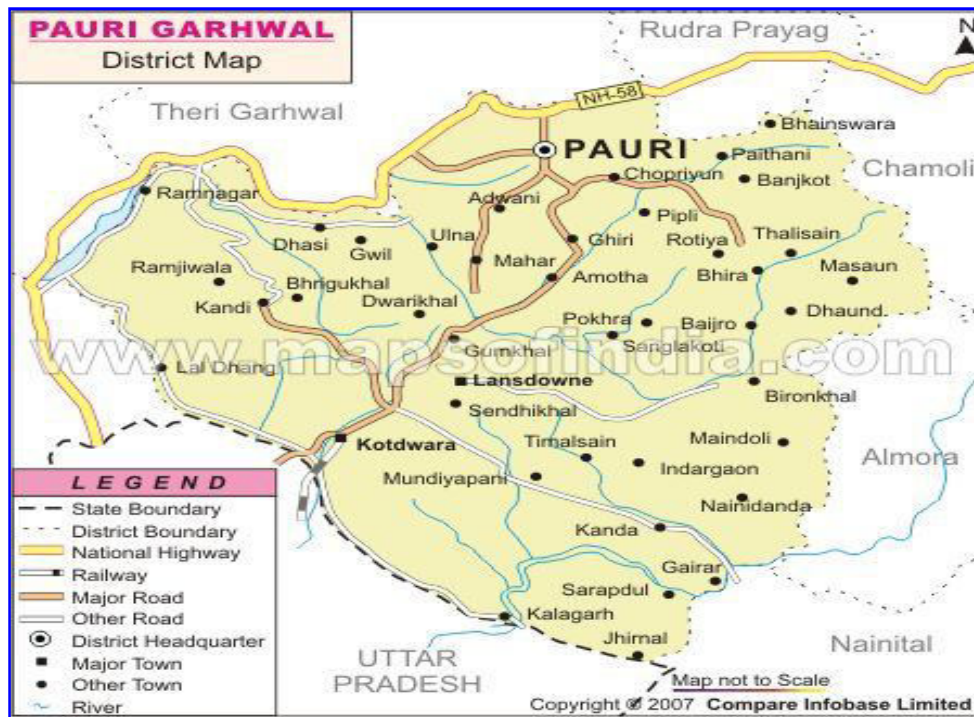 PAURI GARHWAL
District Map
Rudra Prayag
N
NH-58
Theri Garhwal
Bhainswara
PAURI
Paithani
Chamoli
Chopriyun
Banjkot
Ramnagar
Adwani
Pipli
Dhasi
Gwil
Ulna
Ghiri
Rotiya
Thalisain
Ramjiwala
Mahar
Bhira
Masaun
Bhrigukhal
Amotha
Kandi
Dwarikhal
Dhaund
Pokhra
Baijro
Gumkhal
Sanglakoti
www.mapsofindia.com
Lal Dhang
Lansdowne
Bironkhal
Sendhikhal
Kotdwara
Timalsain
Maindoli
Almora
Mundiyapani
Indargaon
Nainidanda
Kanda
Gairar
Sarapdul
Kalagarh
Jhirnal
Nainital
UTTAR
PRADESH
LEGEND
State Boundary
District Boundary
National Highway
Railway
Major Road
Other Road
District Headquarter
Major Town
Other Town
River
Map not to Scale
Copyright © 2007 Compare Infobase Limited